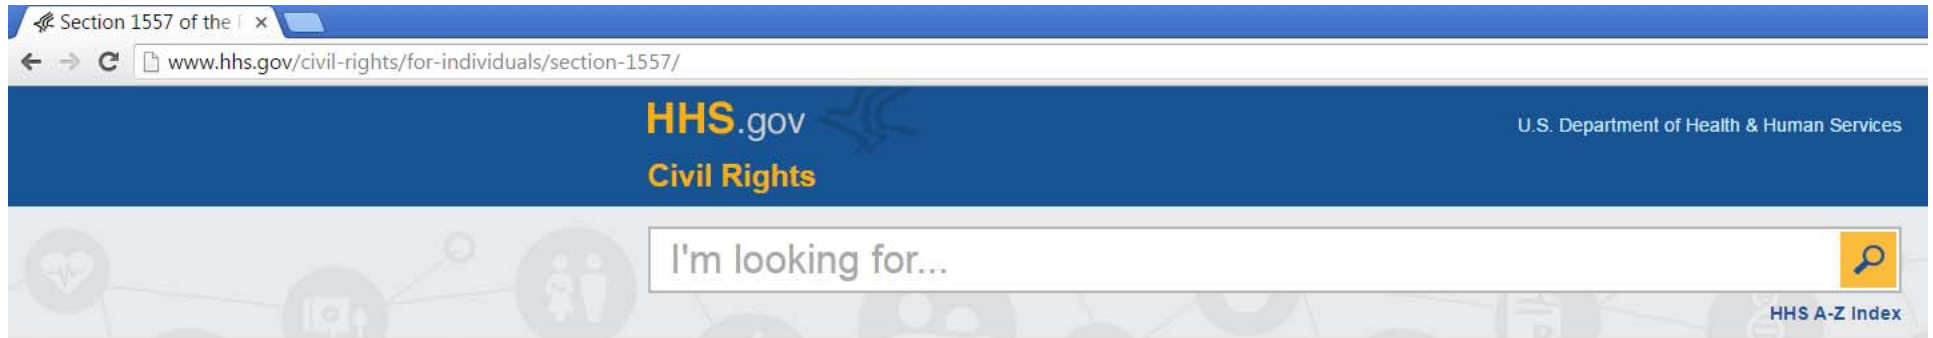 Section 1557 of the
www.hhs.gov/civil-rights/for-individuals/section-1557/
HHS.gov
U.S. Department of Health & Human Services
Civil Rights
I'm looking for...
HHS A-Z Index